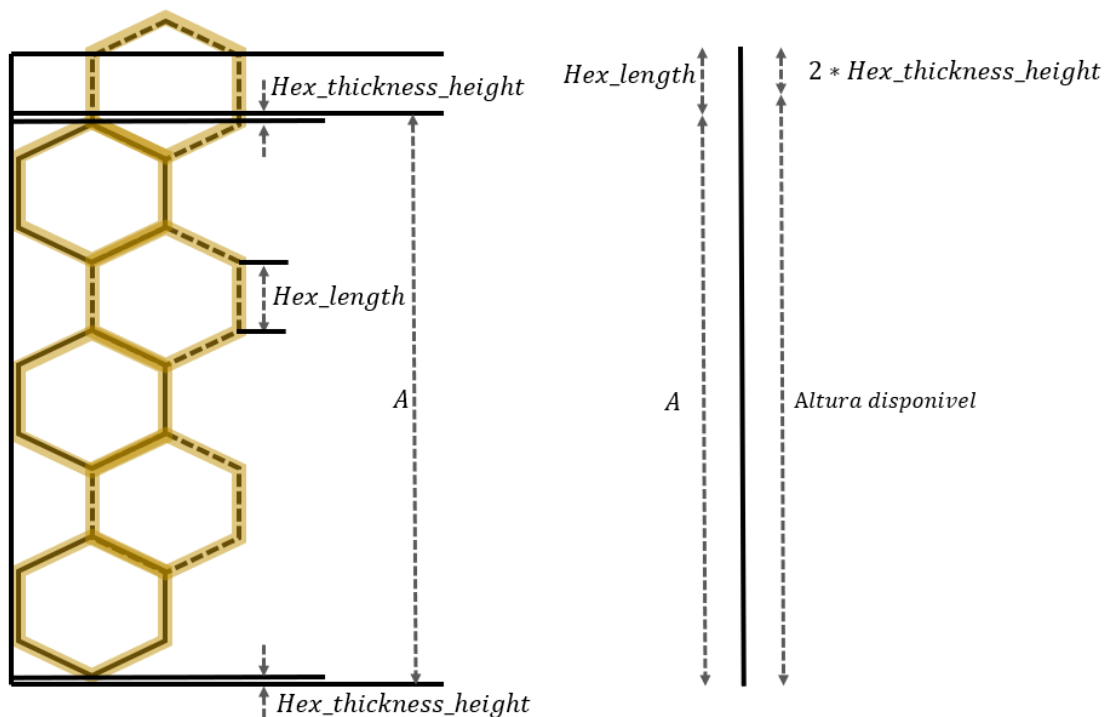 Hex_length
2 * Hex_thickness_height
Hex_thickness_height
Hex_length
A
A
Altura disponivel
Hex_thickness_height